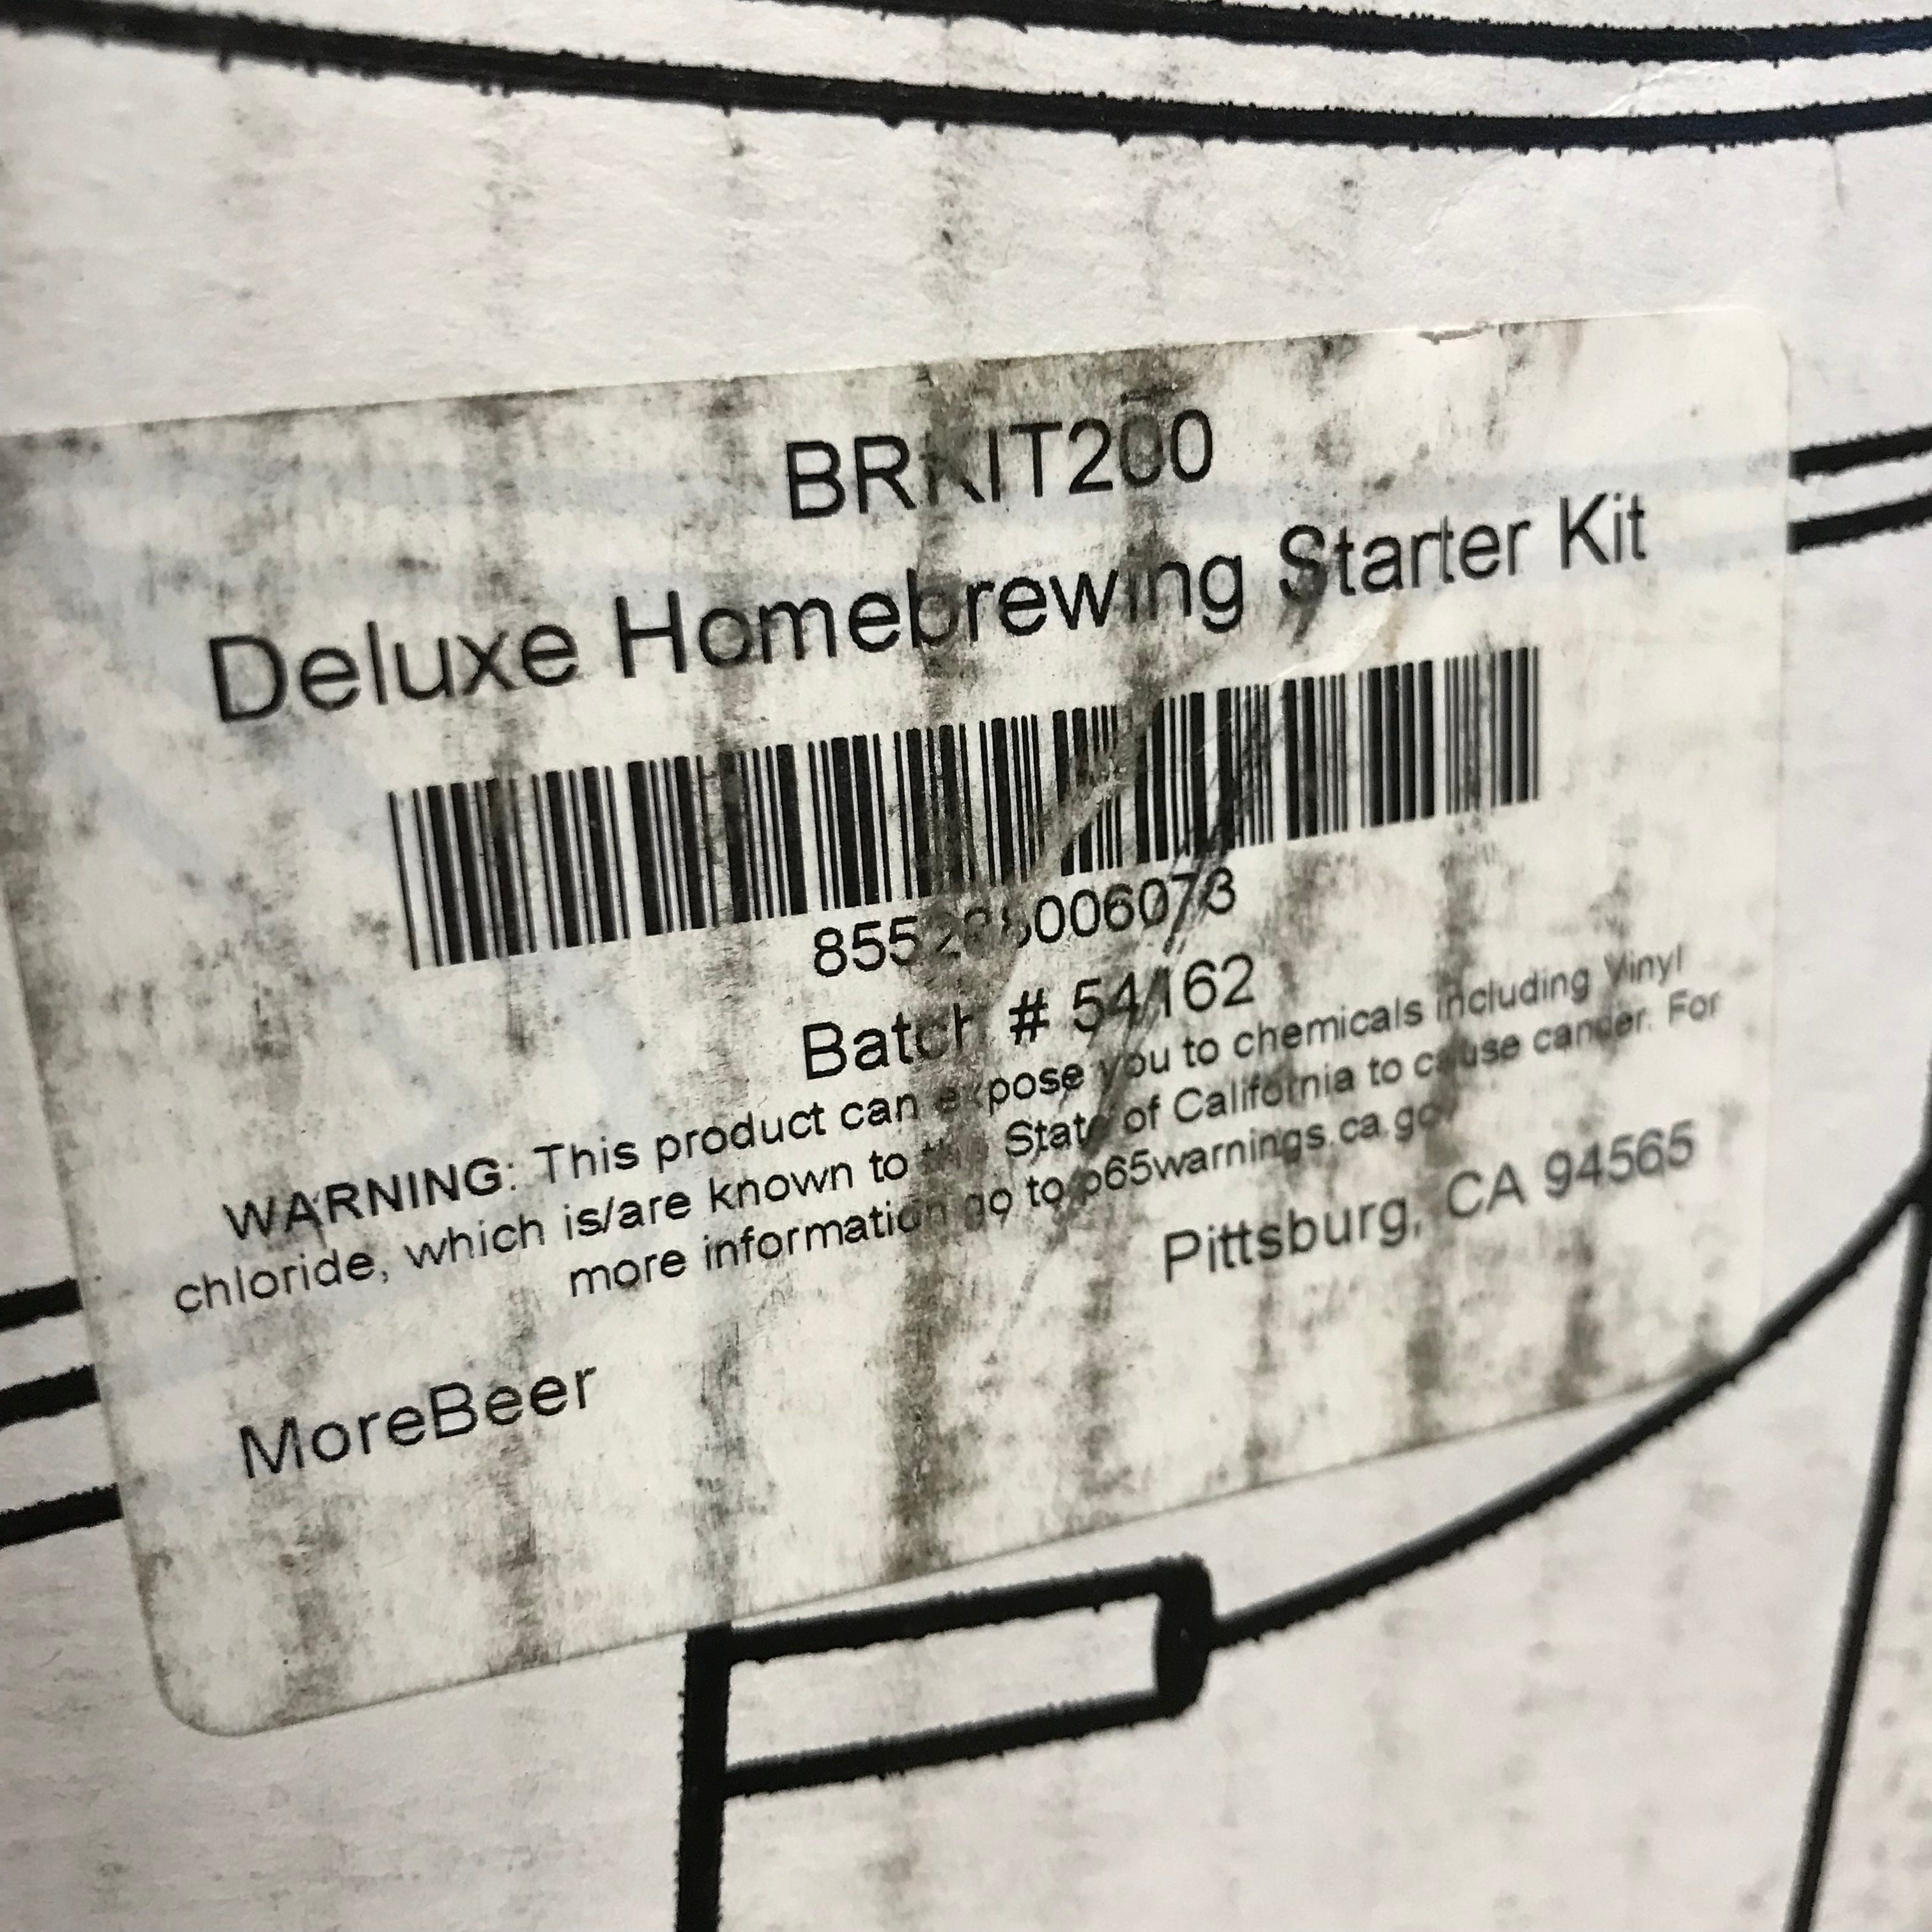 BRKIT200
Deluxe Homebrewing Starter Kit
Batch # 54162
WARNING: This product can expose you to chemicals including Vinyl
chloride, which is/are known to the State of California to cause cancer. For
more information go to p65warnings.ca.gov
Pittsburg, CA 94565
MoreBeer